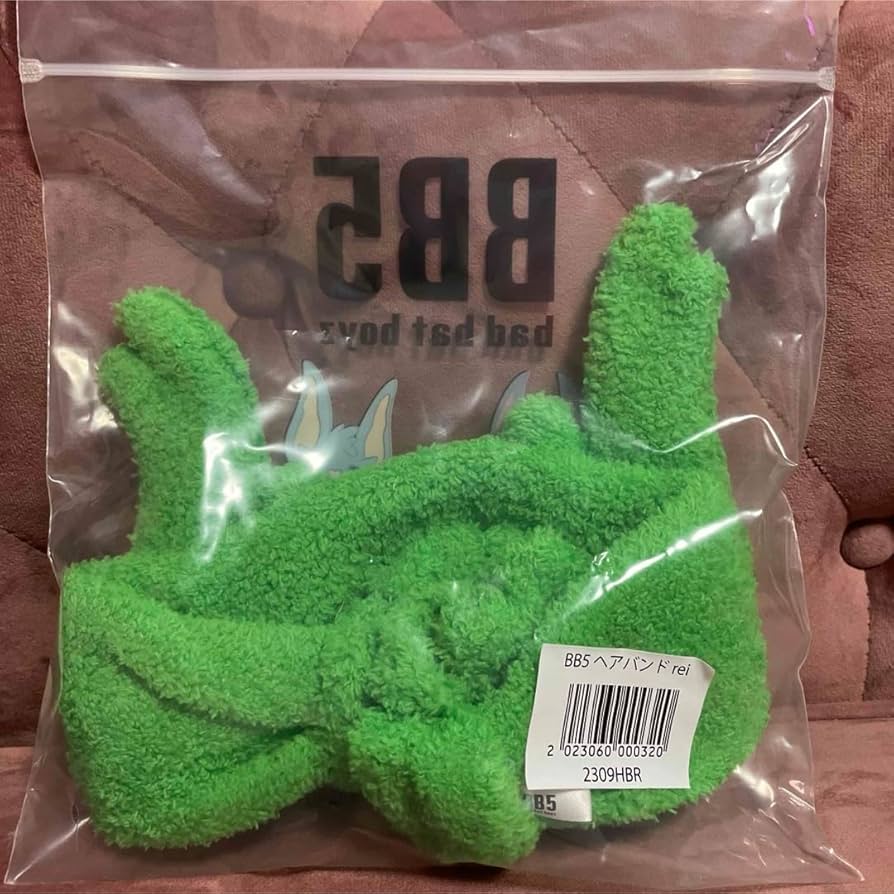 BB5
bad bat boyz
BB5 ヘアバンド rei
2 023060 000320
2309HBR
BB5